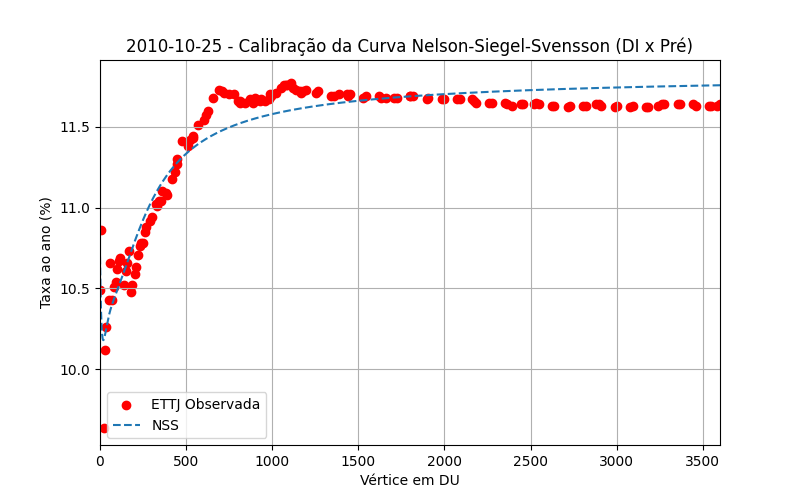 2010-10-25 - Calibração da Curva Nelson-Siegel-Svensson (DI x Pré)
Taxa ao ano (%)
11.5
11.0
10.5
10.0
ETTJ Observada
NSS
0 500 1000 1500 2000 2500 3000 3500
Vértice em DU